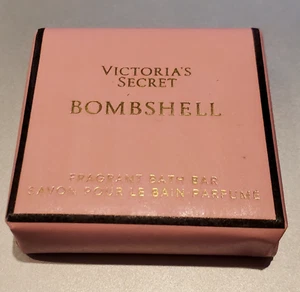 VICTORIA'S
SECRET
BOMBSHELL
FRAGRANT BATH BAR
SAVON POUR LE BAIN PARFUMÉ